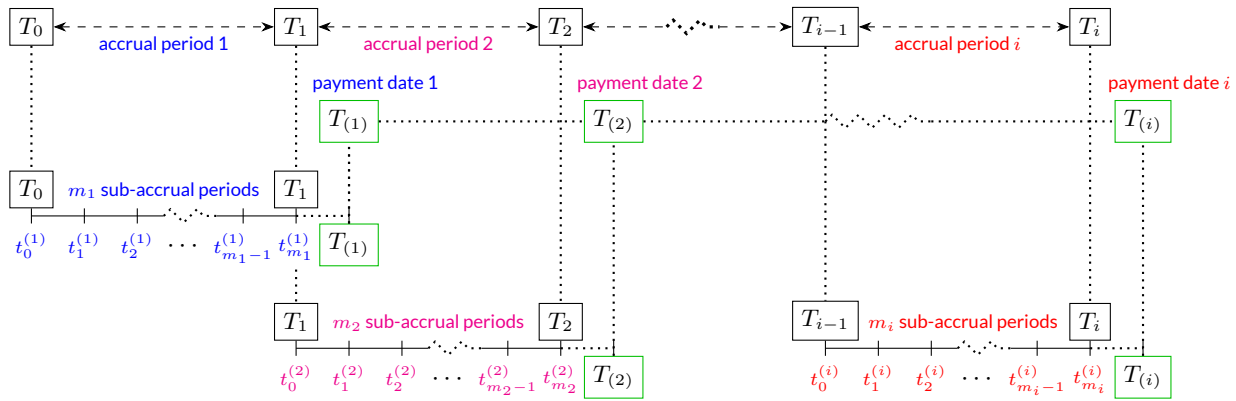 T_0 T_1 T_2 T_{i−1} T_i
accrual period 1 accrual period 2 accrual period i
payment date 1 payment date 2 payment date i
T_{(1)} T_{(2)} T_{(i)}
T_0 m_1 sub-accrual periods T_1
t_0^{(1)} t_1^{(1)} t_2^{(1)} ⋯ t_{m_1−1}^{(1)} t_{m_1}^{(1)} T_{(1)}
T_1 m_2 sub-accrual periods T_2 T_{i−1} m_i sub-accrual periods T_i
t_0^{(2)} t_1^{(2)} t_2^{(2)} ⋯ t_{m_2−1}^{(2)} t_{m_2}^{(2)} T_{(2)} t_0^{(i)} t_1^{(i)} t_2^{(i)} ⋯ t_{m_i−1}^{(i)} t_{m_i}^{(i)} T_{(i)}